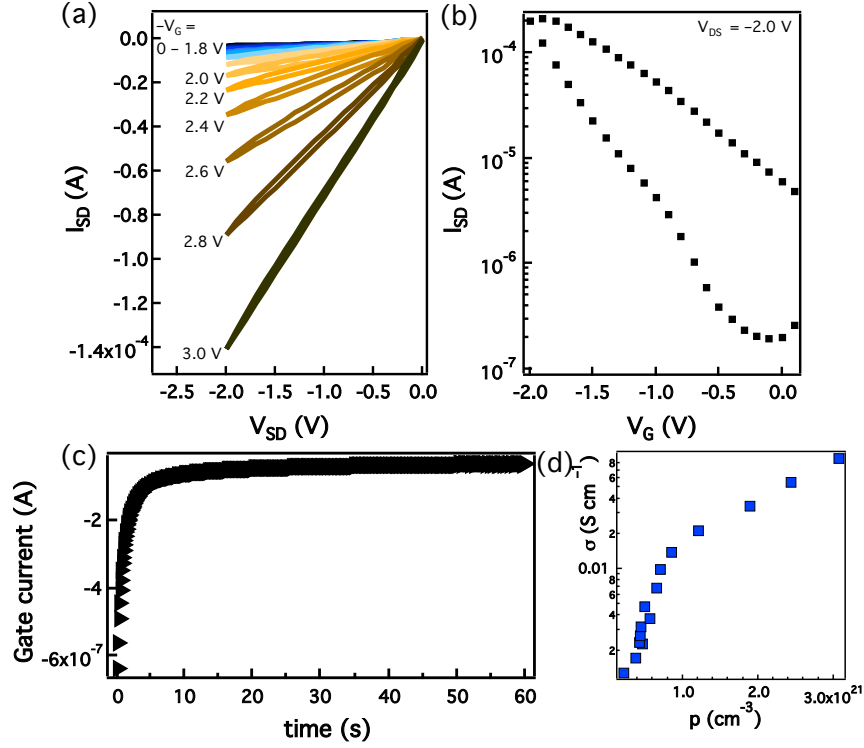 (a)
−V_G =
0 – 1.8 V
2.0 V
2.2 V
2.4 V
2.6 V
2.8 V
3.0 V
0.0
-0.2
-0.4
-0.6
-0.8
-1.0
-1.2
-1.4x10^-4
I_SD (A)
-2.5 -2.0 -1.5 -1.0 -0.5 0.0
V_SD (V)
(b)
V_DS = −2.0 V
10^-4
10^-5
10^-6
10^-7
I_SD (A)
-2.0 -1.5 -1.0 -0.5 0.0
V_G (V)
(c)
-2
-4
-6x10^-7
Gate current (A)
0 10 20 30 40 50 60
time (s)
(d)
8
6
4
2
0.01
8
6
4
2
σ (S cm^-1)
1.0 2.0 3.0x10^21
p (cm^-3)